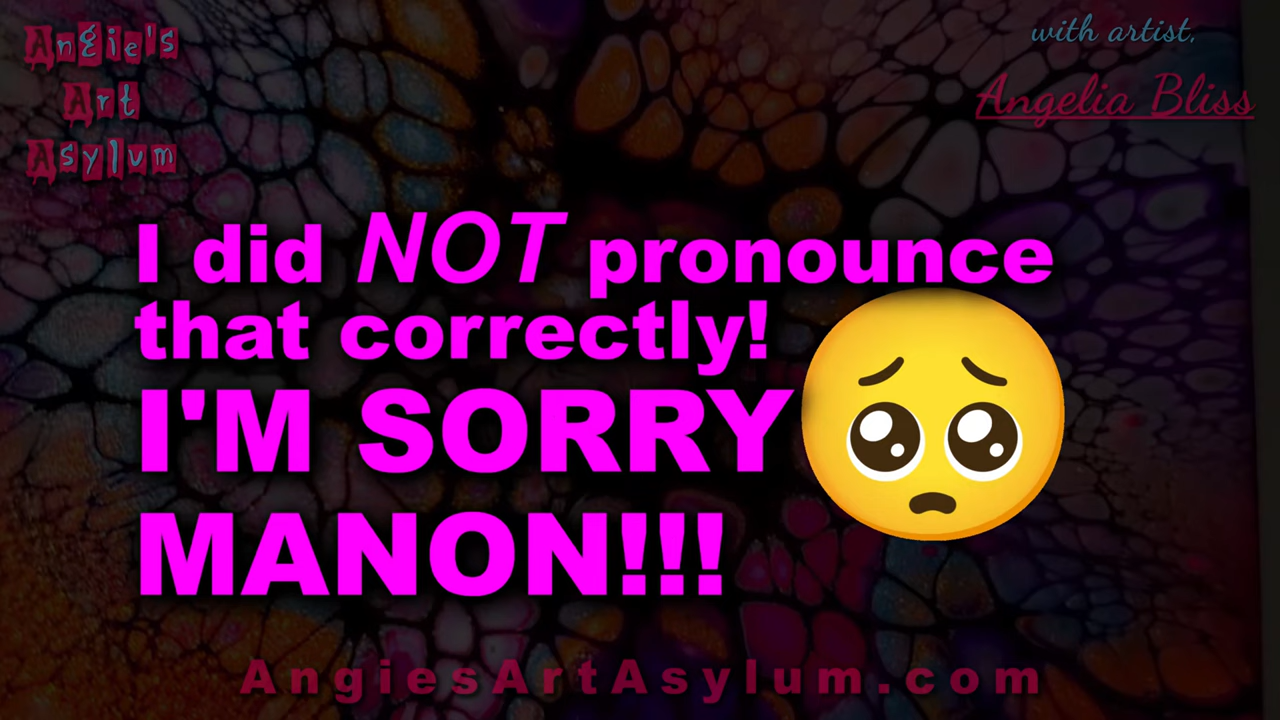 Angie's
Art
Asylum
with artist,
Angelia Bliss
I did NOT pronounce
that correctly!
I'M SORRY
MANON!!!
AngiesArtAsylum.com